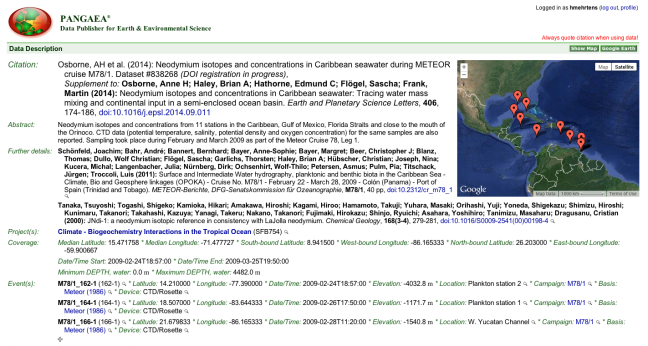 Logged in as hmehrtens (log out, profile)
PANGAEA®
Data Publisher for Earth & Environmental Science
Always quote citation when using data!
Data Description
Show Map Google Earth
Citation: Osborne, AH et al. (2014): Neodymium isotopes and concentrations in Caribbean seawater during METEOR
cruise M78/1. Dataset #838268 (DOI registration in progress),
Supplement to: Osborne, Anne H; Haley, Brian A; Hathorne, Edmund C; Flögel, Sascha; Frank,
Martin (2014): Neodymium isotopes and concentrations in Caribbean seawater: Tracing water mass
mixing and continental input in a semi-enclosed ocean basin. Earth and Planetary Science Letters, 406,
174-186, doi:10.1016/j.epsl.2014.09.011
Map Satellite
Google
Map Data 1000 km Terms of Use
Abstract: Neodymium isotopes and concentrations from 11 stations in the Caribbean, Gulf of Mexico, Florida Straits and close to the mouth of
the Orinoco. CTD data (potential temperature, salinity, potential density and oxygen concentration) for the same samples are also
reported. Sampling took place during February and March 2009 as part of the Meteor Cruise 78, Leg 1.
Further details: Schönfeld, Joachim; Bahr, André; Bannert, Bernhard; Bayer, Anne-Sophie; Bayer, Margret; Beer, Christopher J; Blanz,
Thomas; Dullo, Wolf Christian; Flögel, Sascha; Garlichs, Thorsten; Haley, Brian A; Hübscher, Christian; Joseph, Nina;
Kucera, Michal; Langenbacher, Julia; Nürnberg, Dirk; Ochsenhirt, Wolf-Thilo; Petersen, Asmus; Pulm, Pia; Titschack,
Jürgen; Troccoli, Luis (2011): Surface and Intermediate Water hydrography, planktonic and benthic biota in the Caribbean Sea -
Climate, Bio and Geosphere linkages (OPOKA) - Cruise No. M78/1 - February 22 - March 28, 2009 - Colón (Panama) - Port of
Spain (Trinidad and Tobago). METEOR-Berichte, DFG-Senatskommission für Ozeanographie, M78/1, 40 pp, doi:10.2312/cr_m78_1
Tanaka, Tsuyoshi; Togashi, Shigeko; Kamioka, Hikari; Amakawa, Hiroshi; Kagami, Hiroo; Hamamoto, Takuji; Yuhara, Masaki; Orihashi, Yuji; Yoneda, Shigekazu; Shimizu, Hiroshi;
Kunimaru, Takanori; Takahashi, Kazuya; Yanagi, Takeru; Nakano, Takanori; Fujimaki, Hirokazu; Shinjo, Ryuichi; Asahara, Yoshihiro; Tanimizu, Masaharu; Dragusanu, Cristian
(2000): JNdi-1: a neodymium isotopic reference in consistency with LaJolla neodymium. Chemical Geology, 168(3-4), 279-281, doi:10.1016/S0009-2541(00)00198-4
Project(s): Climate - Biogeochemistry Interactions in the Tropical Ocean (SFB754)
Coverage: Median Latitude: 15.471758 * Median Longitude: -71.477727 * South-bound Latitude: 8.941500 * West-bound Longitude: -86.165333 * North-bound Latitude: 26.203000 * East-bound Longitude:
-59.900667
Date/Time Start: 2009-02-24T18:57:00 * Date/Time End: 2009-03-25T19:50:00
Minimum DEPTH, water: 0.0 m * Maximum DEPTH, water: 4482.0 m
Event(s): M78/1_162-1 (162-1) * Latitude: 14.210000 * Longitude: -77.390000 * Date/Time: 2009-02-24T18:57:00 * Elevation: -4032.8 m * Location: Plankton station 2 * Campaign: M78/1 * Basis:
Meteor (1986) * Device: CTD/Rosette
M78/1_164-1 (164-1) * Latitude: 18.507000 * Longitude: -83.644333 * Date/Time: 2009-02-26T17:50:00 * Elevation: -1171.7 m * Location: Plankton station 1 * Campaign: M78/1 * Basis:
Meteor (1986) * Device: CTD/Rosette
M78/1_166-1 (166-1) * Latitude: 21.679833 * Longitude: -86.165333 * Date/Time: 2009-02-28T11:20:00 * Elevation: -1540.8 m * Location: W. Yucatan Channel * Campaign: M78/1 * Basis:
Meteor (1986) * Device: CTD/Rosette